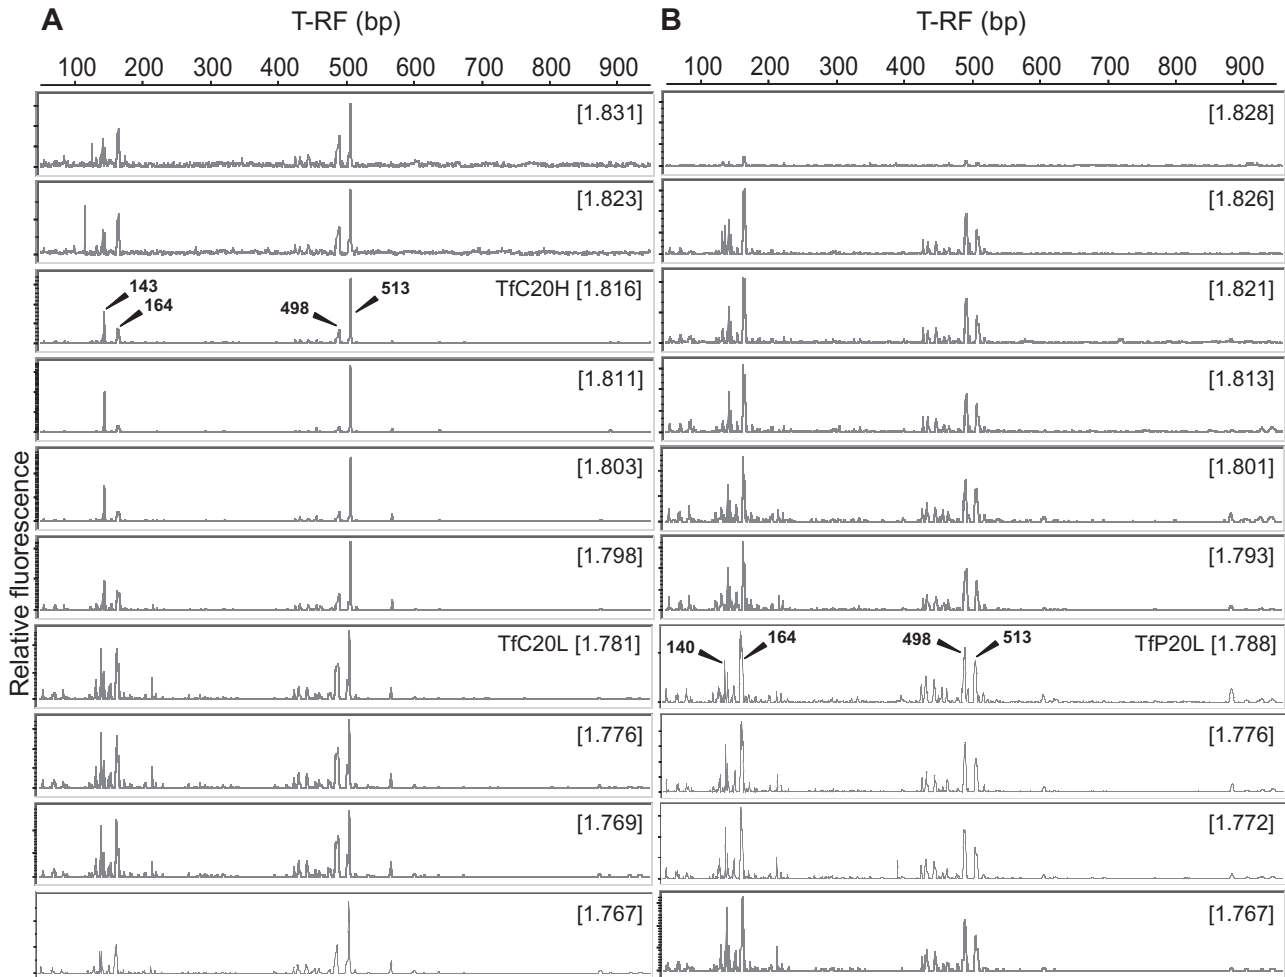 A T-RF (bp) B T-RF (bp)
100 200 300 400 500 600 700 800 900 100 200 300 400 500 600 700 800 900
Relative fluorescence
[1.831] [1.828]
[1.823] [1.826]
TfC20H [1.816] [1.821]
143 164 498 513
[1.811] [1.813]
[1.803] [1.801]
[1.798] [1.793]
TfC20L [1.781] TfP20L [1.788]
140 164 498 513
[1.776] [1.776]
[1.769] [1.772]
[1.767] [1.767]